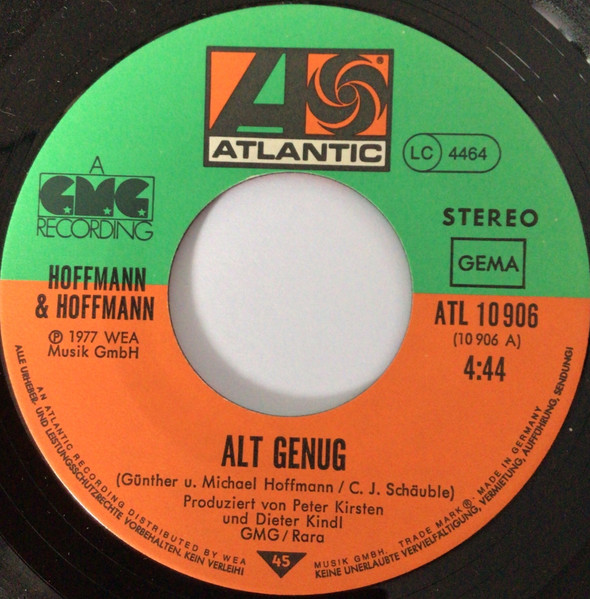 ATLANTIC
®
LC 4464
A
GMG
RECORDING
STEREO
GEMA
HOFFMANN
& HOFFMANN
℗ 1977 WEA
Musik GmbH
ATL 10 906
(10 906 A)
4:44
ALT GENUG
(Günther u. Michael Hoffmann / C. J. Schäuble)
Produziert von Peter Kirsten
und Dieter Kindl
GMG / Rara
45
AN ATLANTIC RECORDING DISTRIBUTED BY WEA MUSIK GMBH. TRADE MARK ®. MADE IN GERMANY
ALLE URHEBER- UND LEISTUNGSSCHUTZRECHTE VORBEHALTEN. KEIN VERLEIH! KEINE UNERLAUBTE VERVIELFÄLTIGUNG, VERMIETUNG, AUFFÜHRUNG, SENDUNG!